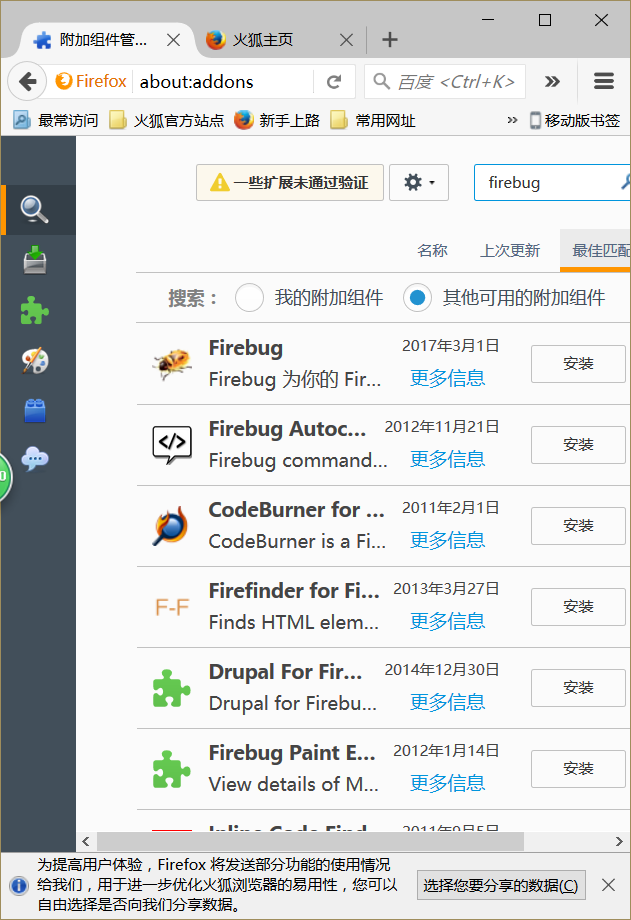 附加组件管...
火狐主页
Firefox
about:addons
百度 <Ctrl+K>
最常访问
火狐官方站点
新手上路
常用网址
移动版书签
一些扩展未通过验证
firebug
名称
上次更新
最佳匹配
搜索：
我的附加组件
其他可用的附加组件
Firebug
2017年3月1日
安装
Firebug 为你的 Fir...
更多信息
Firebug Autoc...
2012年11月21日
安装
Firebug command...
更多信息
CodeBurner for ...
2011年2月1日
安装
CodeBurner is a Fi...
更多信息
F-F
Firefinder for Fi...
2013年3月27日
安装
Finds HTML elem...
更多信息
Drupal For Fir...
2014年12月30日
安装
Drupal for Firebu...
更多信息
Firebug Paint E...
2012年1月14日
安装
View details of M...
更多信息
Inline Code Find
2011年9月5日
为提高用户体验，Firefox 将发送部分功能的使用情况
给我们，用于进一步优化火狐浏览器的易用性，您可以
自由选择是否向我们分享数据。
选择您要分享的数据(C)